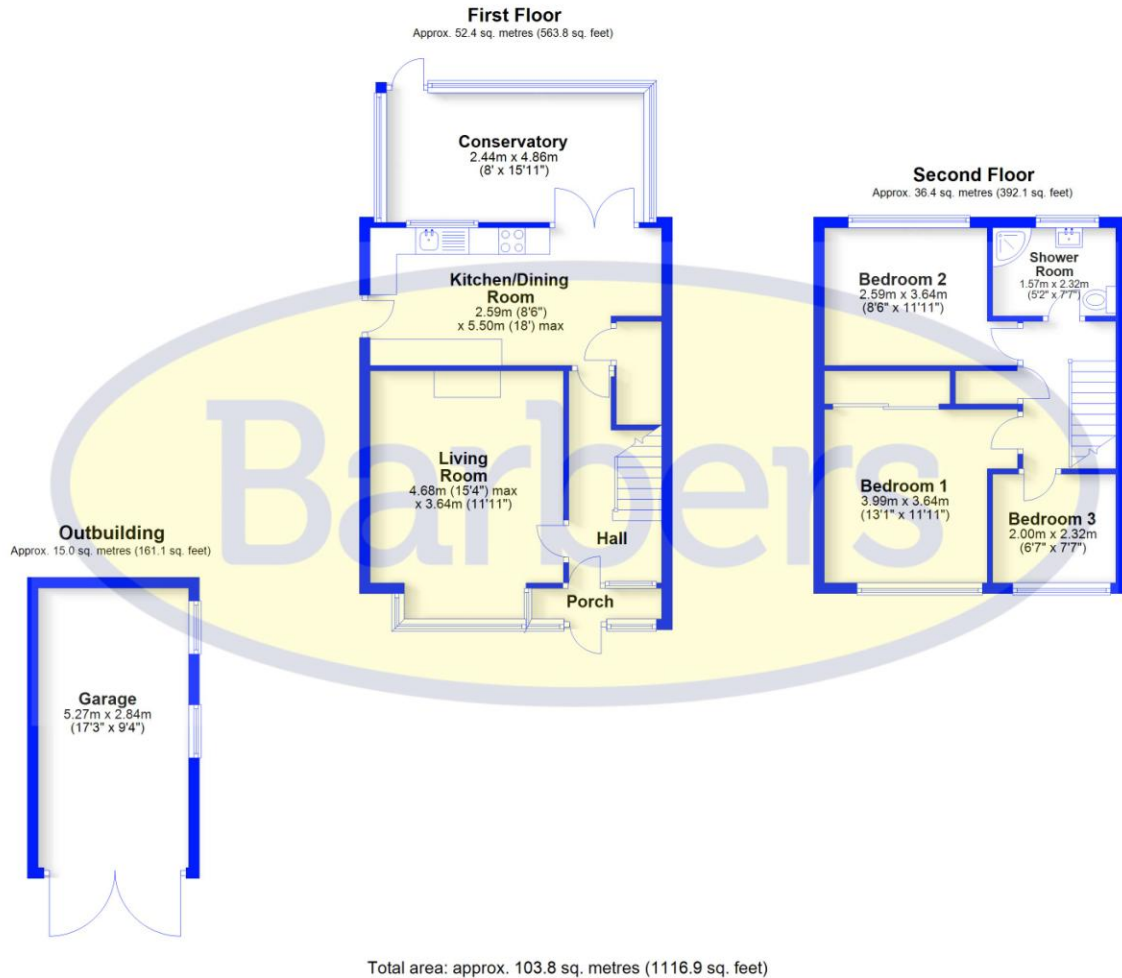 First Floor
Approx. 52.4 sq. metres (563.8 sq. feet)
Conservatory
2.44m x 4.86m
(8' x 15'11")
Kitchen/Dining
Room
2.59m (8'6")
x 5.50m (18') max
Living
Room
4.68m (15'4") max
x 3.64m (11'11")
Hall
Porch
Second Floor
Approx. 36.4 sq. metres (392.1 sq. feet)
Bedroom 2
2.59m x 3.64m
(8'6" x 11'11")
Shower
Room
1.57m x 2.32m
(5'2" x 7'7")
Bedroom 1
3.99m x 3.64m
(13'1" x 11'11")
Bedroom 3
2.00m x 2.32m
(6'7" x 7'7")
Outbuilding
Approx. 15.0 sq. metres (161.1 sq. feet)
Garage
5.27m x 2.84m
(17'3" x 9'4")
Barbers
Total area: approx. 103.8 sq. metres (1116.9 sq. feet)